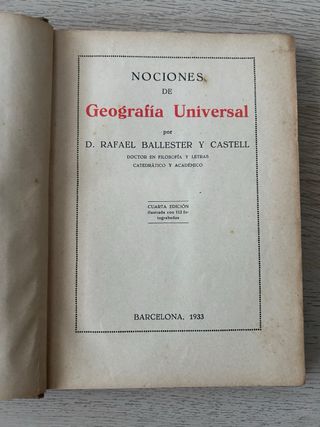 NOCIONES
DE
Geografía Universal
por
D. RAFAEL BALLESTER Y CASTELL
DOCTOR EN FILOSOFÍA Y LETRAS
CATEDRÁTICO Y ACADÉMICO
CUARTA EDICIÓN
ilustrada con 112 fo-
tograbados
BARCELONA, 1933